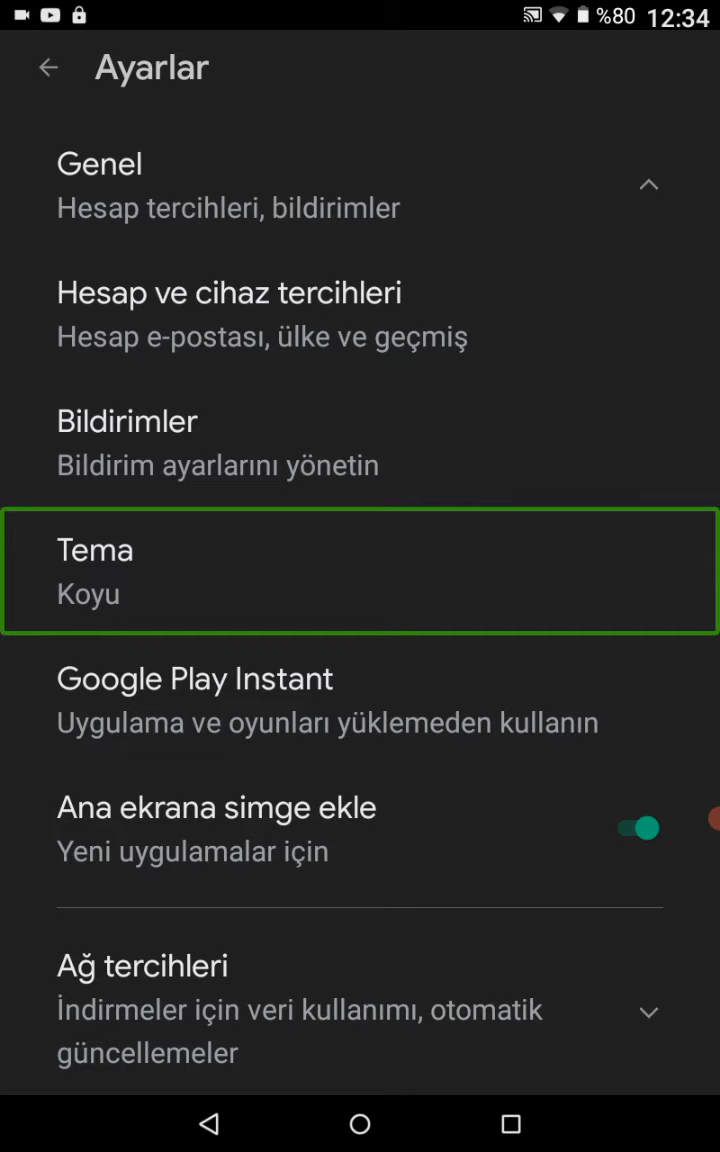 %80 12:34
Ayarlar
Genel
Hesap tercihleri, bildirimler
Hesap ve cihaz tercihleri
Hesap e-postası, ülke ve geçmiş
Bildirimler
Bildirim ayarlarını yönetin
Tema
Koyu
Google Play Instant
Uygulama ve oyunları yüklemeden kullanın
Ana ekrana simge ekle
Yeni uygulamalar için
Ağ tercihleri
İndirmeler için veri kullanımı, otomatik
güncellemeler